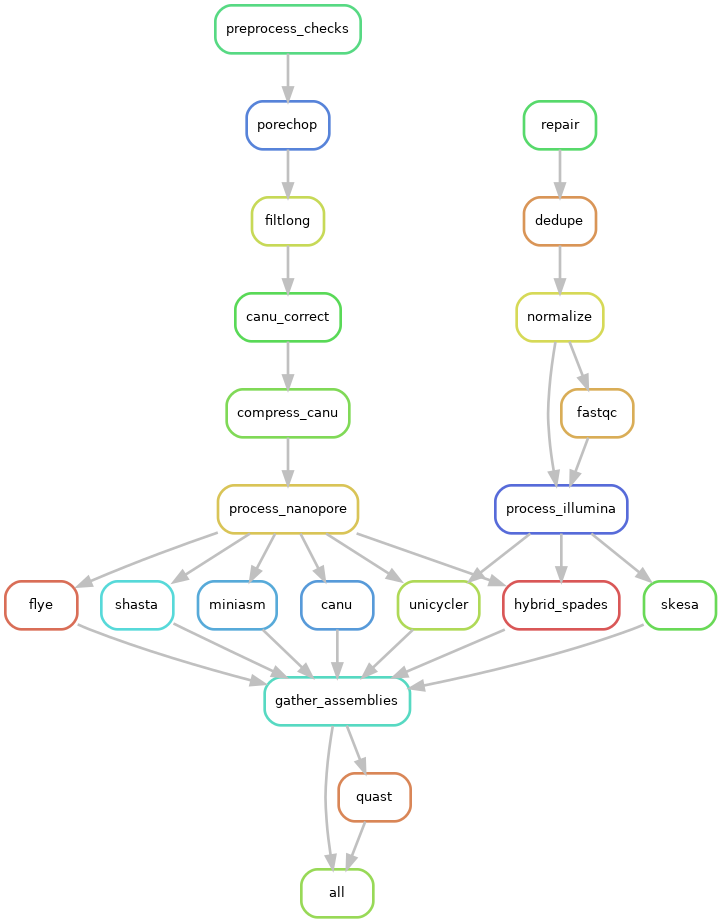 preprocess_checks
porechop
repair
filtlong
dedupe
canu_correct
normalize
compress_canu
fastqc
process_nanopore
process_illumina
flye
shasta
miniasm
canu
unicycler
hybrid_spades
skesa
gather_assemblies
quast
all